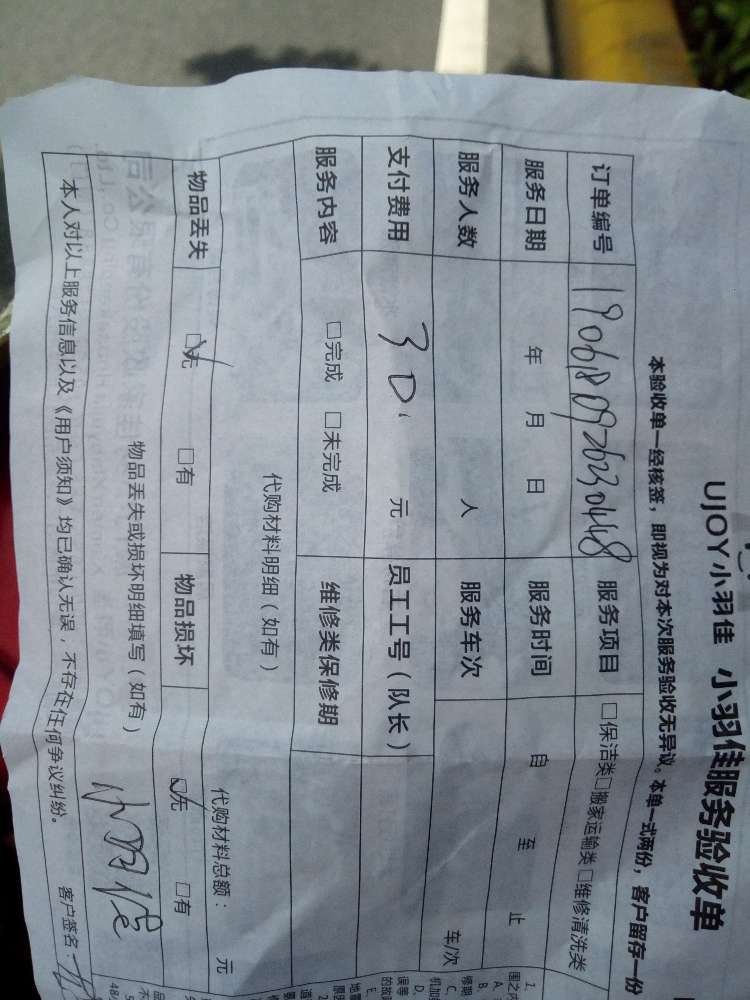 UJOY小羽佳 小羽佳服务验收单
本验收单一经核签，即视为对本次服务验收无异议。本单一式两份，客户留存一份
订单编号 1906180926230448 服务项目 □保洁类□搬家运输类□维修清洗类
服务日期 年 月 日 服务时间 自 至 止
服务人数 人 服务车次 车/次
支付费用 30 元 员工工号（队长）
服务内容 □完成 □未完成 维修类保修期
代购材料明细（如有） 代购材料总额： 元
物品丢失 □无 □有 物品损坏 □无 □有
物品丢失或损坏明细填写（如有）
本人对以上服务信息以及《用户须知》均已确认无误，不存在任何争议纠纷。 客户签名：